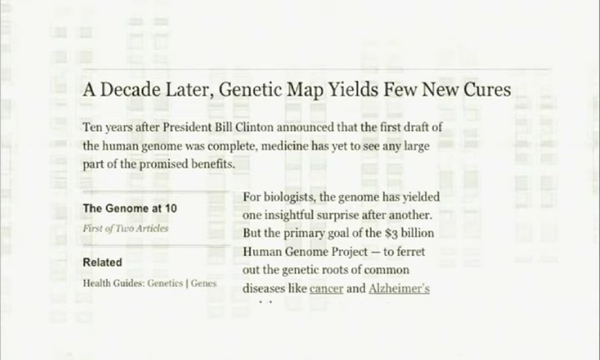 A Decade Later, Genetic Map Yields Few New Cures
Ten years after President Bill Clinton announced that the first draft of
the human genome was complete, medicine has yet to see any large
part of the promised benefits.
The Genome at 10
First of Two Articles
Related
Health Guides: Genetics | Genes
For biologists, the genome has yielded
one insightful surprise after another.
But the primary goal of the $3 billion
Human Genome Project — to ferret
out the genetic roots of common
diseases like cancer and Alzheimer's